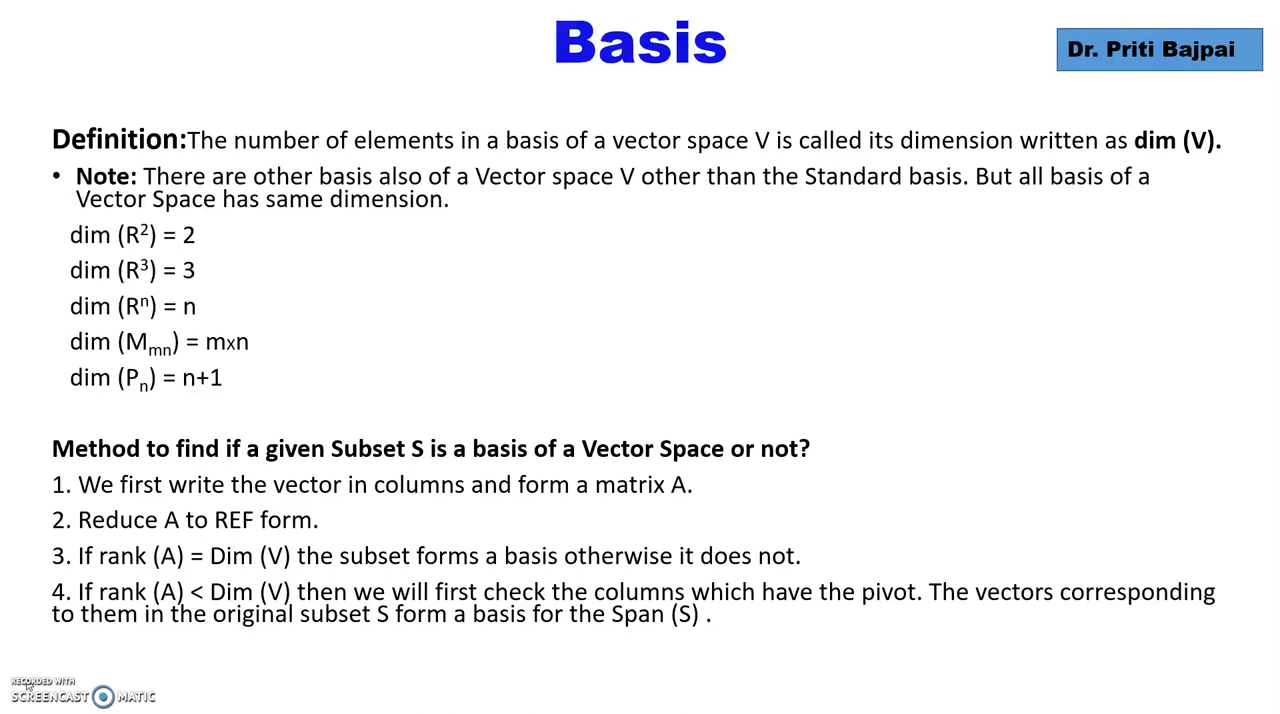 Basis
Dr. Priti Bajpai
Definition:The number of elements in a basis of a vector space V is called its dimension written as dim (V).
• Note: There are other basis also of a Vector space V other than the Standard basis. But all basis of a
Vector Space has same dimension.
dim (R²) = 2
dim (R³) = 3
dim (Rⁿ) = n
dim (Mₘₙ) = mxn
dim (Pₙ) = n+1
Method to find if a given Subset S is a basis of a Vector Space or not?
1. We first write the vector in columns and form a matrix A.
2. Reduce A to REF form.
3. If rank (A) = Dim (V) the subset forms a basis otherwise it does not.
4. If rank (A) < Dim (V) then we will first check the columns which have the pivot. The vectors corresponding
to them in the original subset S form a basis for the Span (S) .
RECORDED WITH
SCREENCAST MATIC